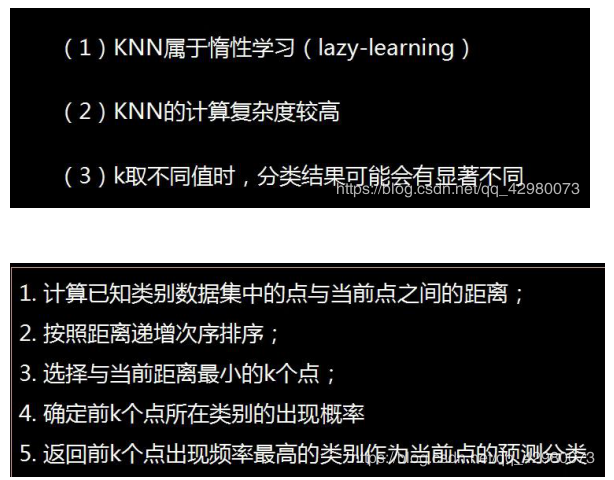 （1）KNN属于惰性学习（lazy-learning）
（2）KNN的计算复杂度较高
（3）k取不同值时，分类结果可能会有显著不同
https://blog.csdn.net/qq_42980073
1. 计算已知类别数据集中的点与当前点之间的距离；
2. 按照距离递增次序排序；
3. 选择与当前距离最小的k个点；
4. 确定前k个点所在类别的出现概率
5. 返回前k个点出现频率最高的类别作为当前点的预测分类
https://blog.csdn.net/qq_42980073